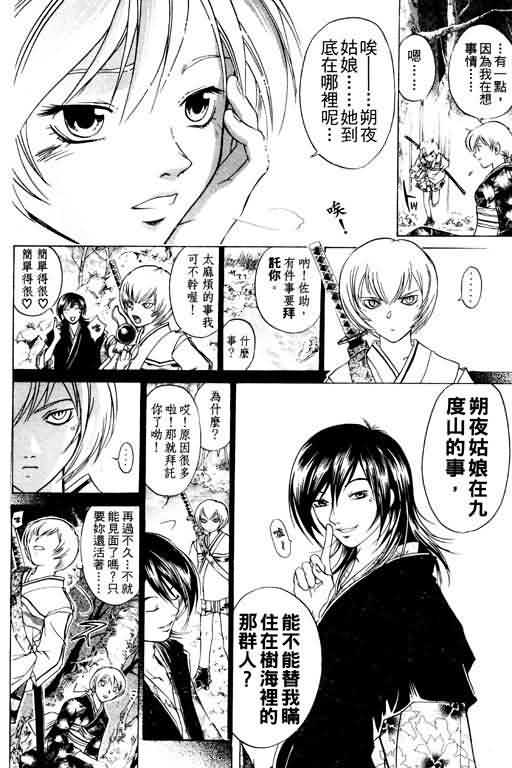 …有一點，
因為我在想
事情……
嗯……
唉──朔夜
姑娘……她到
底在哪裡呢…
唉！
……
吶！佐助，
有件事要拜
託你。
什麼
事？
太麻煩的事我
可不幹喔！
簡單得很♡
簡單得很♡
朔夜姑娘在九
度山的事，
能不能替我瞞
住在樹海裡的
那群人？
噓～
為什麼？
哎！原因很多
啦！那就拜託
你了呦！
……
再過不久…不就
能見面了嗎？只
要妳還活著……